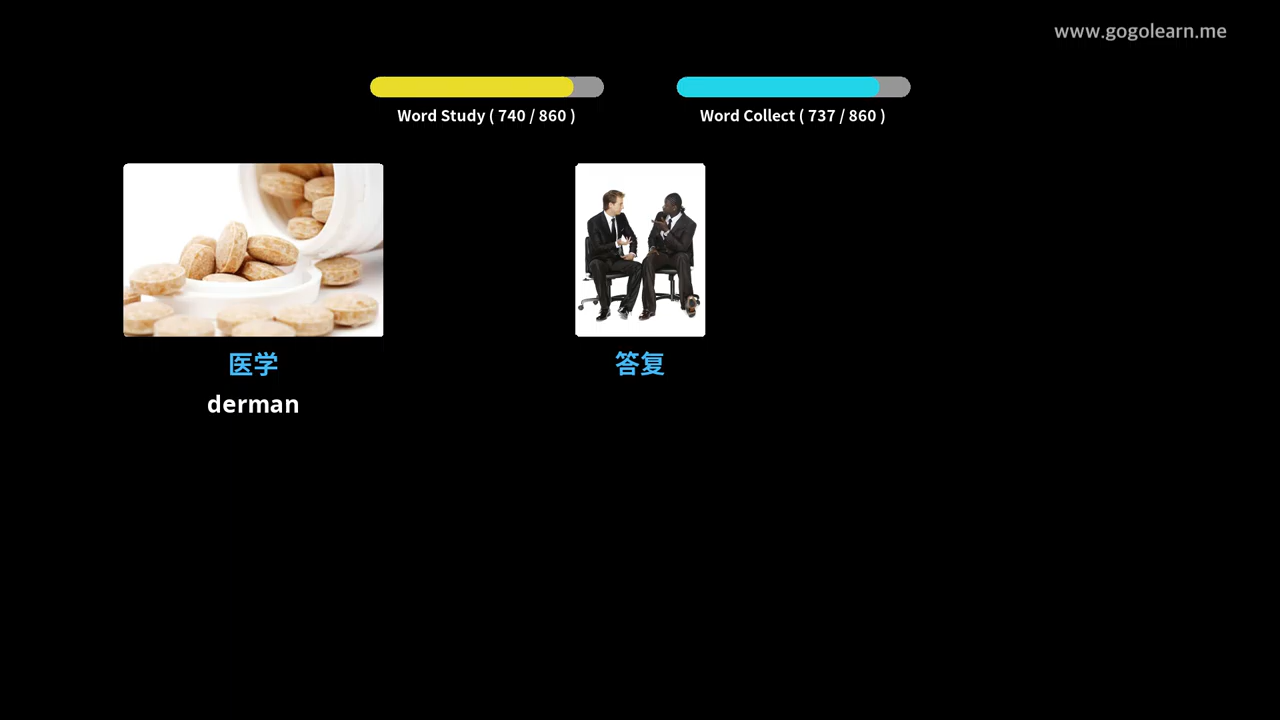 www.gogolearn.me
Word Study ( 740 / 860 )
Word Collect ( 737 / 860 )
医学
答复
derman